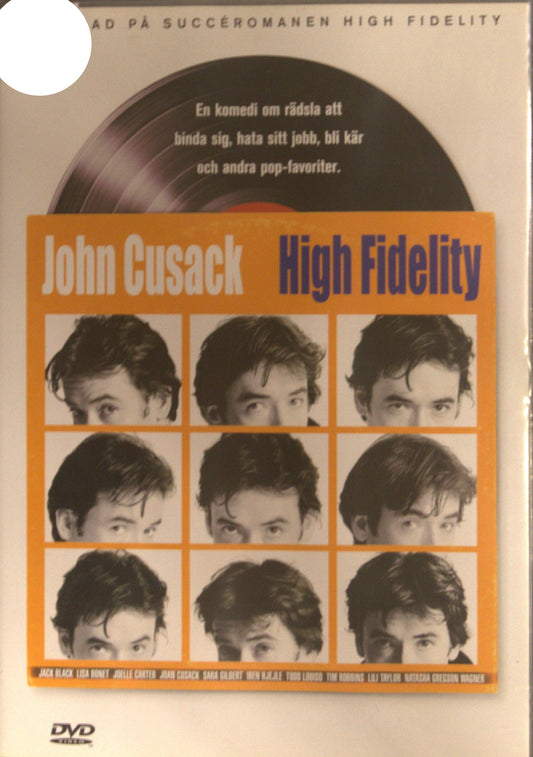 AD PÅ SUCCÉROMANEN HIGH FIDELITY
En komedi om rädsla att
binda sig, hata sitt jobb, bli kär
och andra pop-favoriter.
John Cusack High Fidelity
JACK BLACK LISA BONET JOELLE CARTER JOAN CUSACK SARA GILBERT IBEN HJEJLE TODD LOUISO TIM ROBBINS LILI TAYLOR NATASHA GREGSON WAGNER
DVD
VIDEO